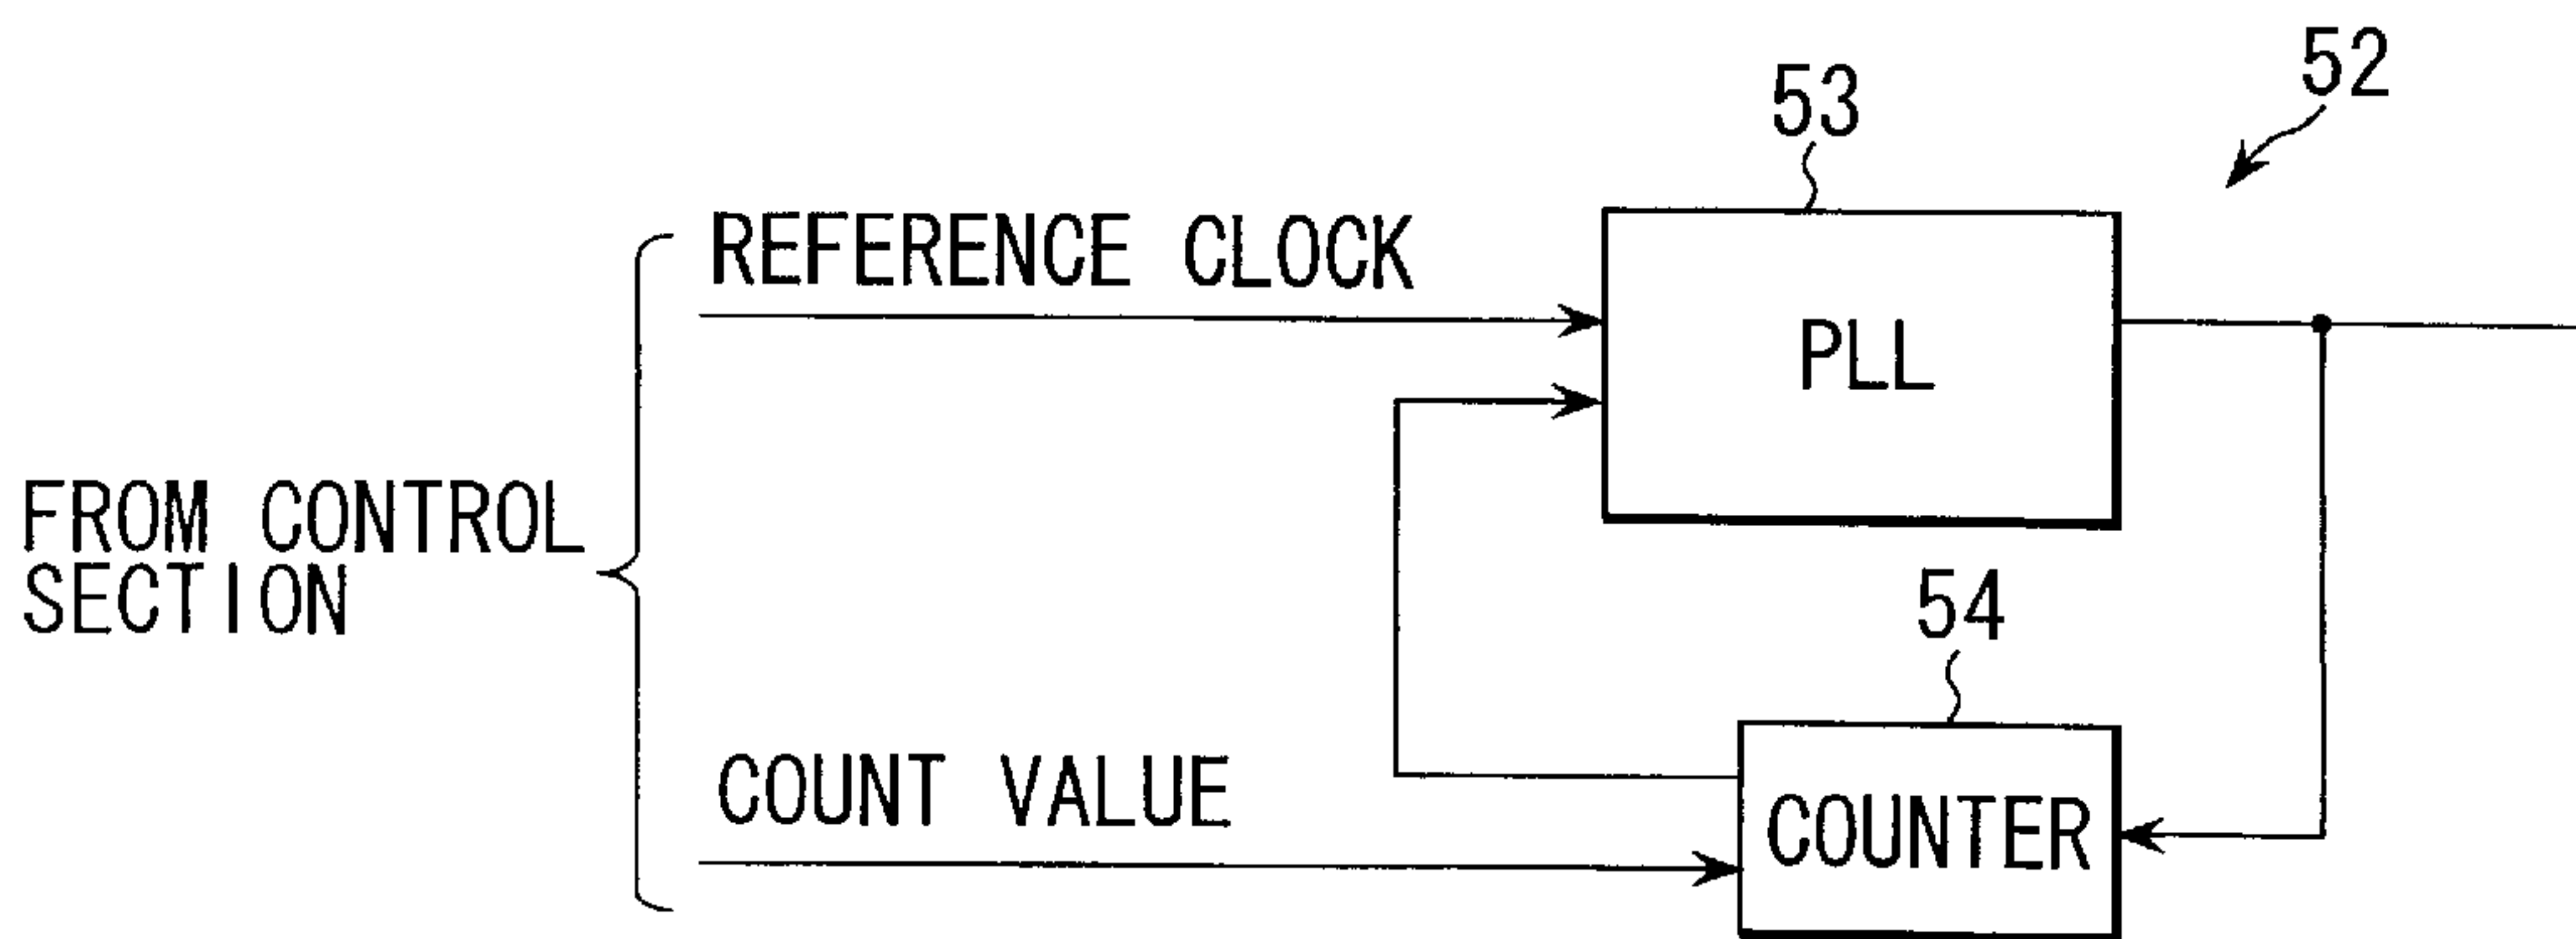 52
53
REFERENCE CLOCK
PLL
FROM CONTROL
SECTION
54
COUNT VALUE
COUNTER